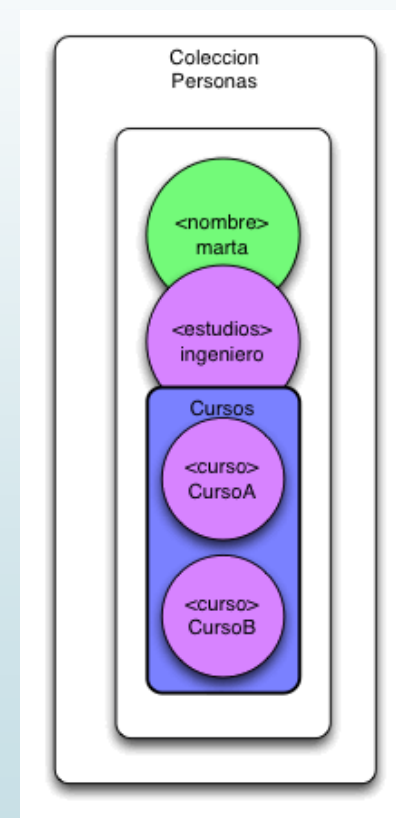 Coleccion
Personas
<nombre>
marta
<estudios>
ingeniero
Cursos
<curso>
CursoA
<curso>
CursoB